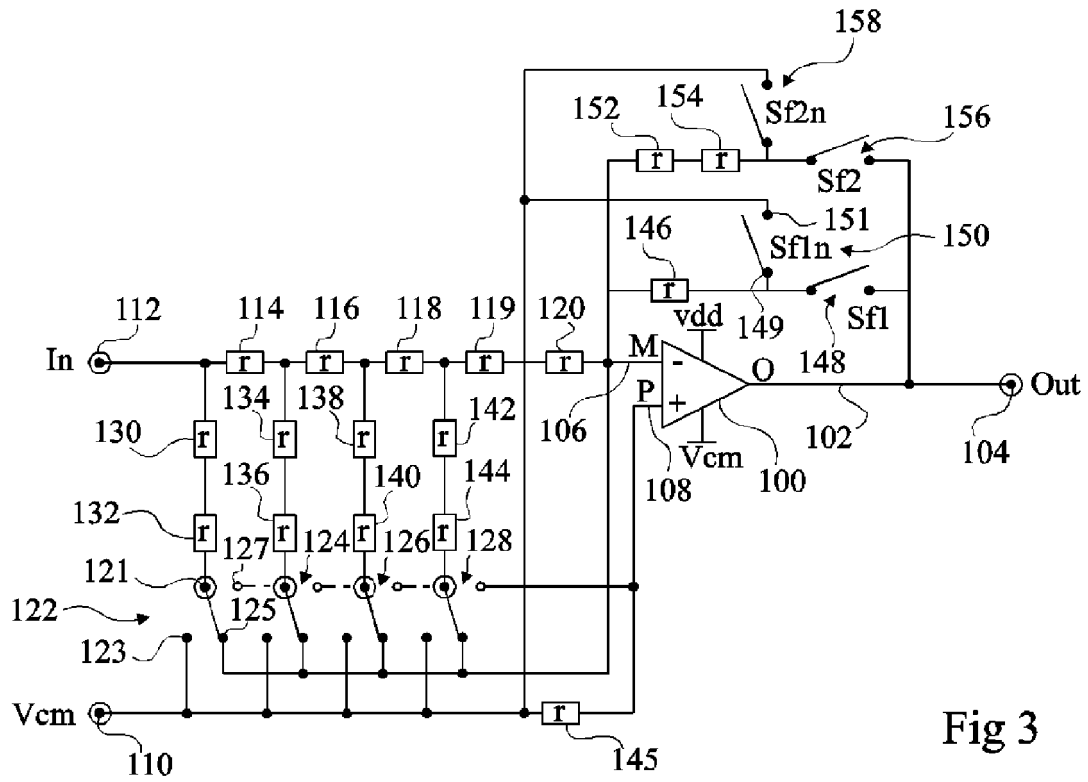 158
152
154
Sf2n
156
r
r
Sf2
151
146
Sf1n
150
r
149
Sf1
148
112
114
116
118
119
120
vdd
In
r
r
r
r
r
M
-
O
Out
P
+
130
134
138
142
r
r
r
r
106
Vcm
108
100
102
104
132
136
140
144
r
r
r
r
127
124
126
128
121
122
125
123
Vcm
r
110
145
Fig 3